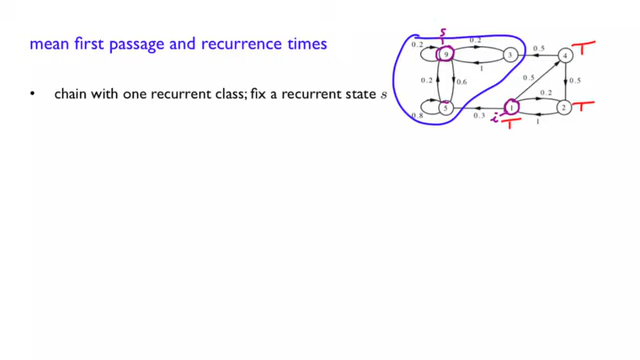 mean first passage and recurrence times
• chain with one recurrent class; fix a recurrent state s
s
0.2
0.2
9
3
0.5
4
T
1
0.2
0.6
0.5
0.5
0.2
5
1
2
T
0.8
0.3
i
T
1